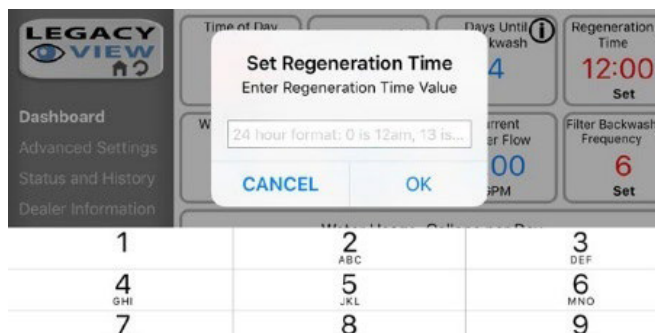 LEGACY
VIEW
Dashboard
Advanced Settings
Status and History
Dealer Information
Time of Day
Days Until
kwash
4
Regeneration
Time
12:00
Set
Set Regeneration Time
Enter Regeneration Time Value
24 hour format: 0 is 12am, 13 is...
CANCEL
OK
W
rrent
er Flow
00
GPM
Filter Backwash
Frequency
6
Set
1
2
ABC
3
DEF
4
GHI
5
JKL
6
MNO
7
8
9